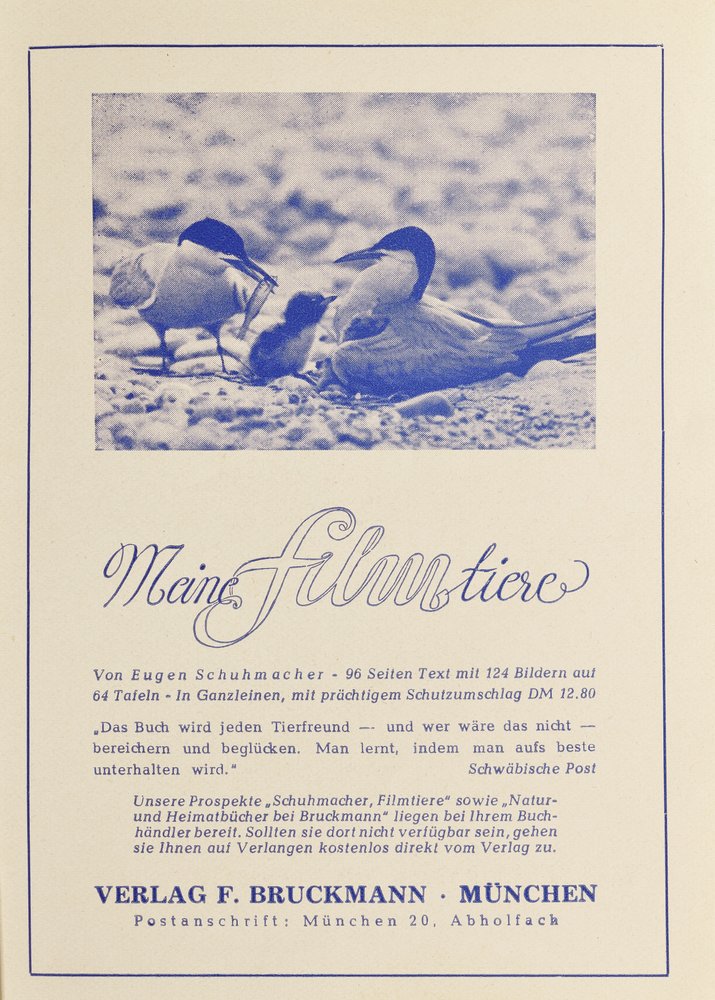 Meine Filmtiere
Von Eugen Schuhmacher - 96 Seiten Text mit 124 Bildern auf
64 Tafeln - In Ganzleinen, mit prächtigem Schutzumschlag DM 12.80
„Das Buch wird jeden Tierfreund — und wer wäre das nicht —
bereichern und beglücken. Man lernt, indem man aufs beste
unterhalten wird.“ Schwäbische Post
Unsere Prospekte „Schuhmacher, Filmtiere“ sowie „Natur-
und Heimatbücher bei Bruckmann“ liegen bei Ihrem Buch-
händler bereit. Sollten sie dort nicht verfügbar sein, gehen
sie Ihnen auf Verlangen kostenlos direkt vom Verlag zu.
VERLAG F. BRUCKMANN · MÜNCHEN
Postanschrift: München 20, Abholfach